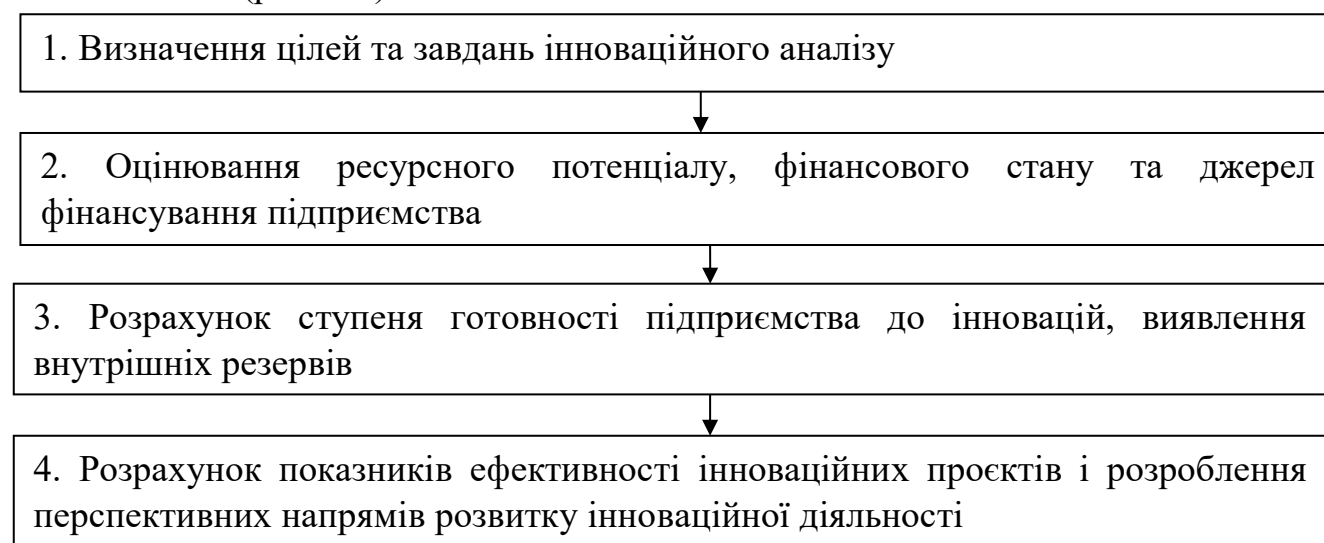 1. Визначення цілей та завдань інноваційного аналізу
2. Оцінювання ресурсного потенціалу, фінансового стану та джерел
фінансування підприємства
3. Розрахунок ступеня готовності підприємства до інновацій, виявлення
внутрішніх резервів
4. Розрахунок показників ефективності інноваційних проєктів і розроблення
перспективних напрямів розвитку інноваційної діяльності